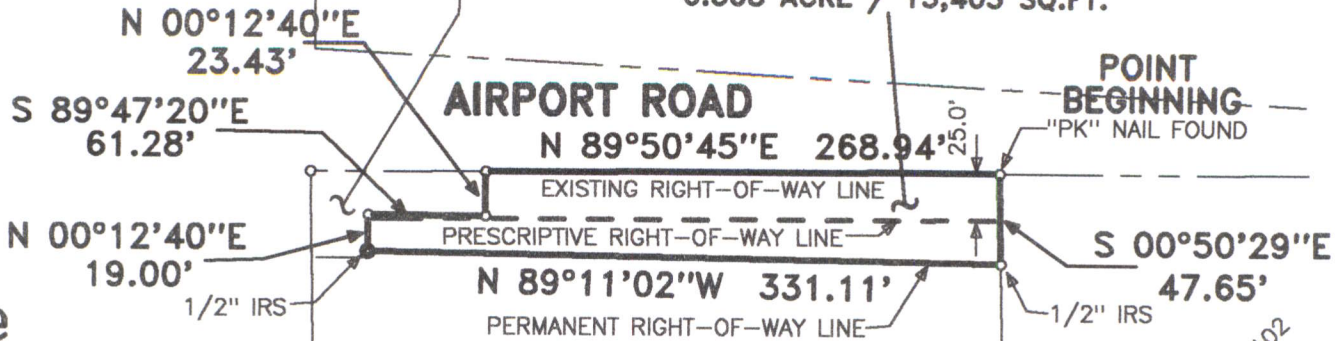 N 00°12'40"E
23.43'
S 89°47'20"E
61.28'
AIRPORT ROAD
POINT
BEGINNING
"PK" NAIL FOUND
N 89°50'45"E 268.94'
25.0'
EXISTING RIGHT-OF-WAY LINE
N 00°12'40"E
19.00'
PRESCRIPTIVE RIGHT-OF-WAY LINE
S 00°50'29"E
47.65'
1/2" IRS
N 89°11'02"W 331.11'
1/2" IRS
PERMANENT RIGHT-OF-WAY LINE